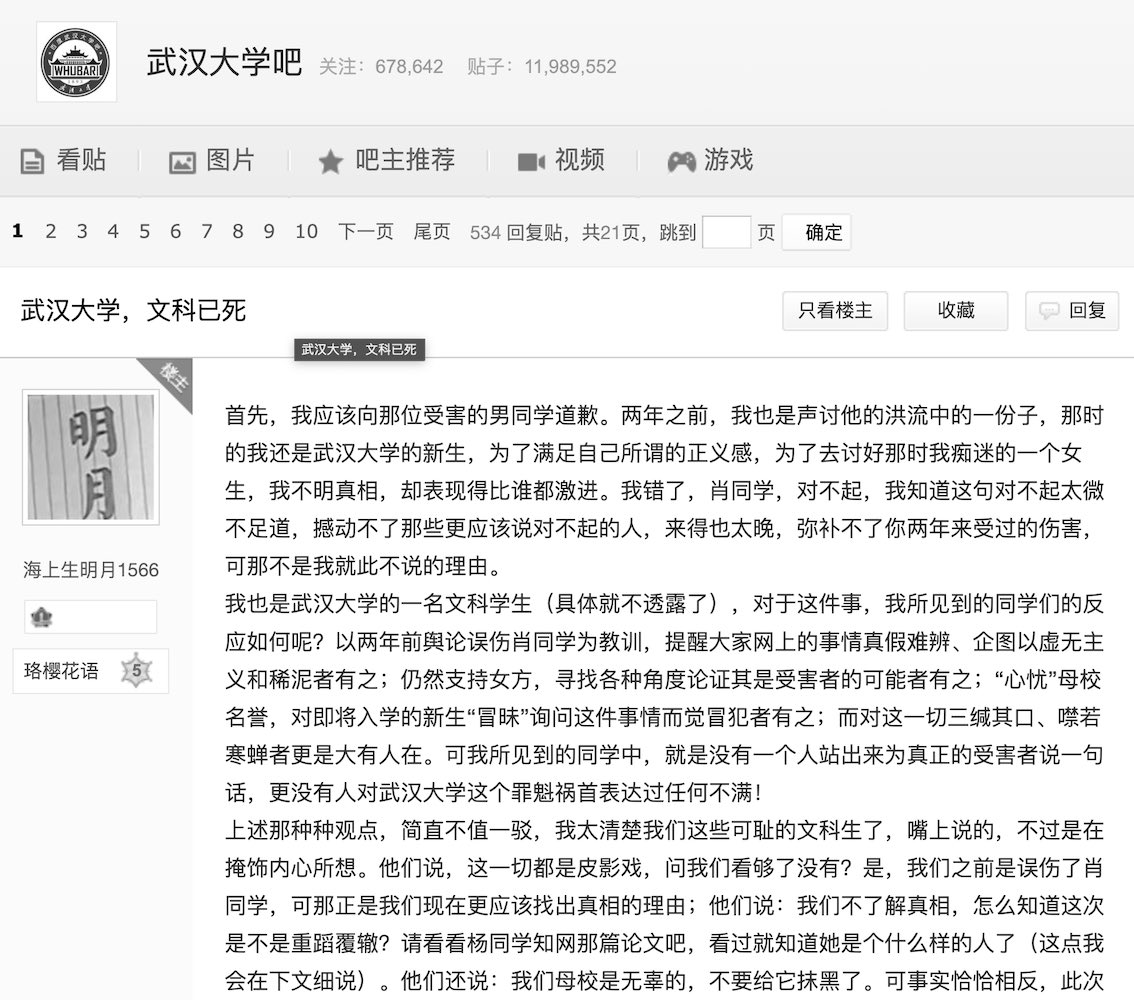 WHUBAR
武汉大学吧 关注：678,642 贴子：11,989,552
看贴 图片 吧主推荐 视频 游戏
1 2 3 4 5 6 7 8 9 10 下一页 尾页 534 回复贴，共21页，跳到 页 确定
武汉大学，文科已死 只看楼主 收藏 回复
武汉大学，文科已死
楼主
明月
海上生明月1566
珞樱花语 5
首先，我应该向那位受害的男同学道歉。两年之前，我也是声讨他的洪流中的一份子，那时
的我还是武汉大学的新生，为了满足自己所谓的正义感，为了去讨好那时我痴迷的一个女
生，我不明真相，却表现得比谁都激进。我错了，肖同学，对不起，我知道这句对不起太微
不足道，撼动不了那些更应该说对不起的人，来得也太晚，弥补不了你两年来受过的伤害，
可那不是我就此不说的理由。
我也是武汉大学的一名文科学生（具体就不透露了），对于这件事，我所见到的同学们的反
应如何呢？以两年前舆论误伤肖同学为教训，提醒大家网上的事情真假难辨、企图以虚无主
义和稀泥者有之；仍然支持女方，寻找各种角度论证其是受害者的可能者有之；“心忧”母校
名誉，对即将入学的新生“冒昧”询问这件事情而觉冒犯者有之；而对这一切三缄其口、噤若
寒蝉者更是大有人在。可我所见到的同学中，就是没有一个人站出来为真正的受害者说一句
话，更没有人对武汉大学这个罪魁祸首表达过任何不满！
上述那种种观点，简直不值一驳，我太清楚我们这些可耻的文科生了，嘴上说的，不过是在
掩饰内心所想。他们说，这一切都是皮影戏，问我们看够了没有？是，我们之前是误伤了肖
同学，可那正是我们现在更应该找出真相的理由；他们说：我们不了解真相，怎么知道这次
是不是重蹈覆辙？请看看杨同学知网那篇论文吧，看过就知道她是个什么样的人了（这点我
会在下文细说）。他们还说：我们母校是无辜的，不要给它抹黑了。可事实恰恰相反，此次